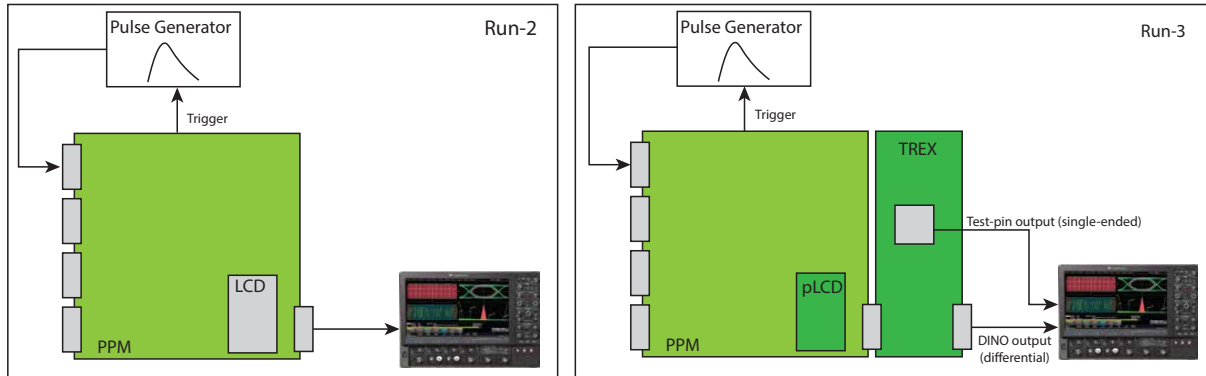 Pulse Generator
Run-2
Trigger
LCD
PPM
Pulse Generator
Run-3
Trigger
TREX
Test-pin output (single-ended)
pLCD
PPM
DINO output
(differential)